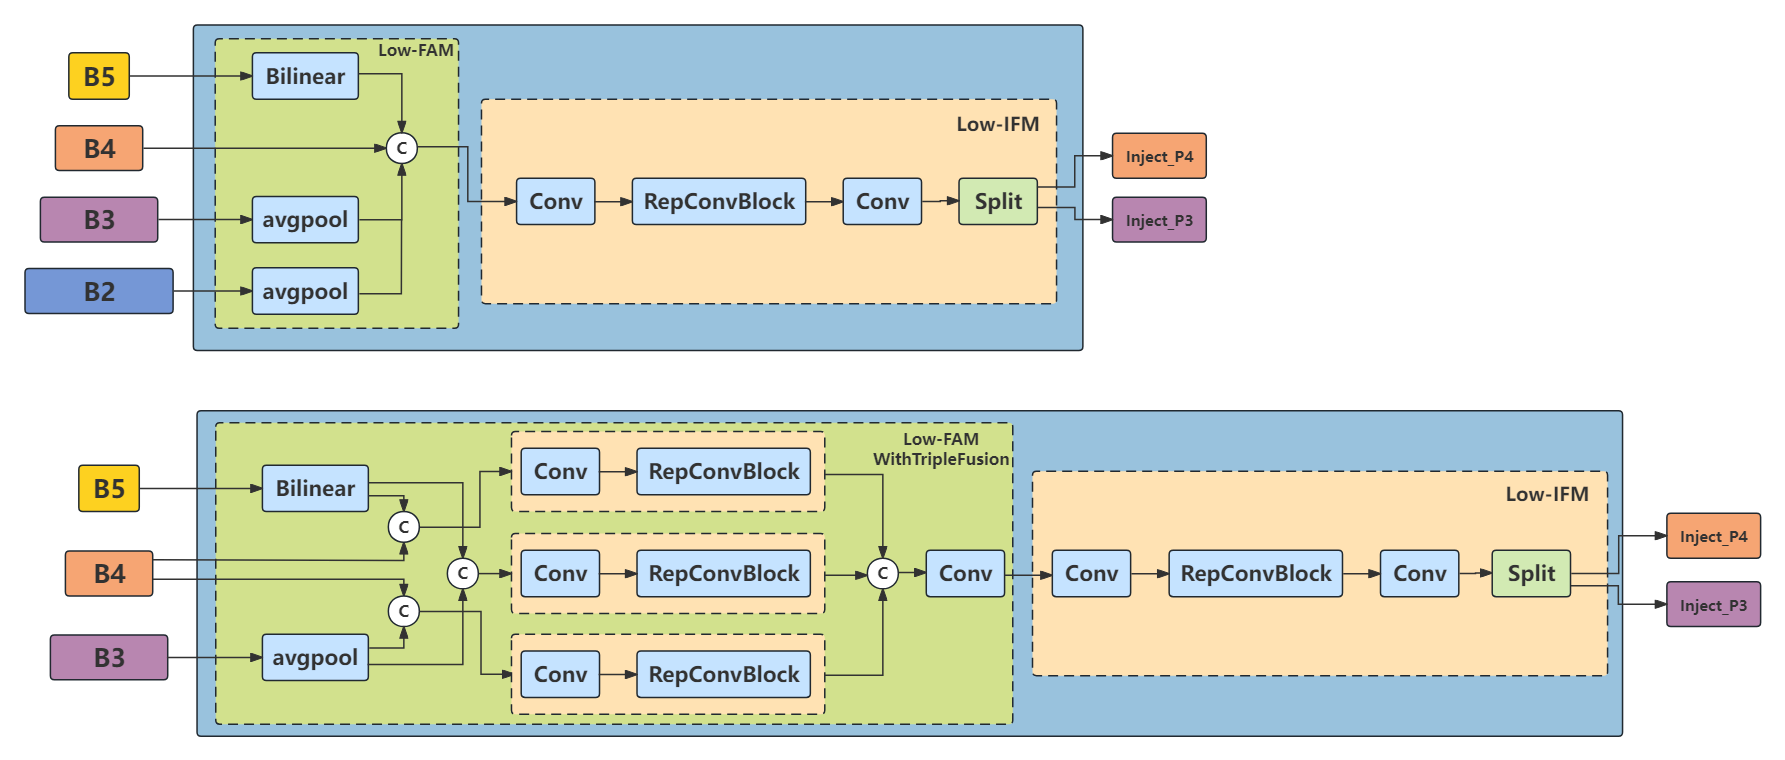 Low-FAM
B5
Bilinear
B4
C
Low-IFM
Inject_P4
B3
avgpool
Conv
RepConvBlock
Conv
Split
Inject_P3
B2
avgpool
Low-FAM
WithTripleFusion
B5
Bilinear
C
Conv
RepConvBlock
Low-IFM
B4
C
Conv
RepConvBlock
C
Conv
Conv
RepConvBlock
Conv
Split
Inject_P4
C
Inject_P3
B3
avgpool
Conv
RepConvBlock